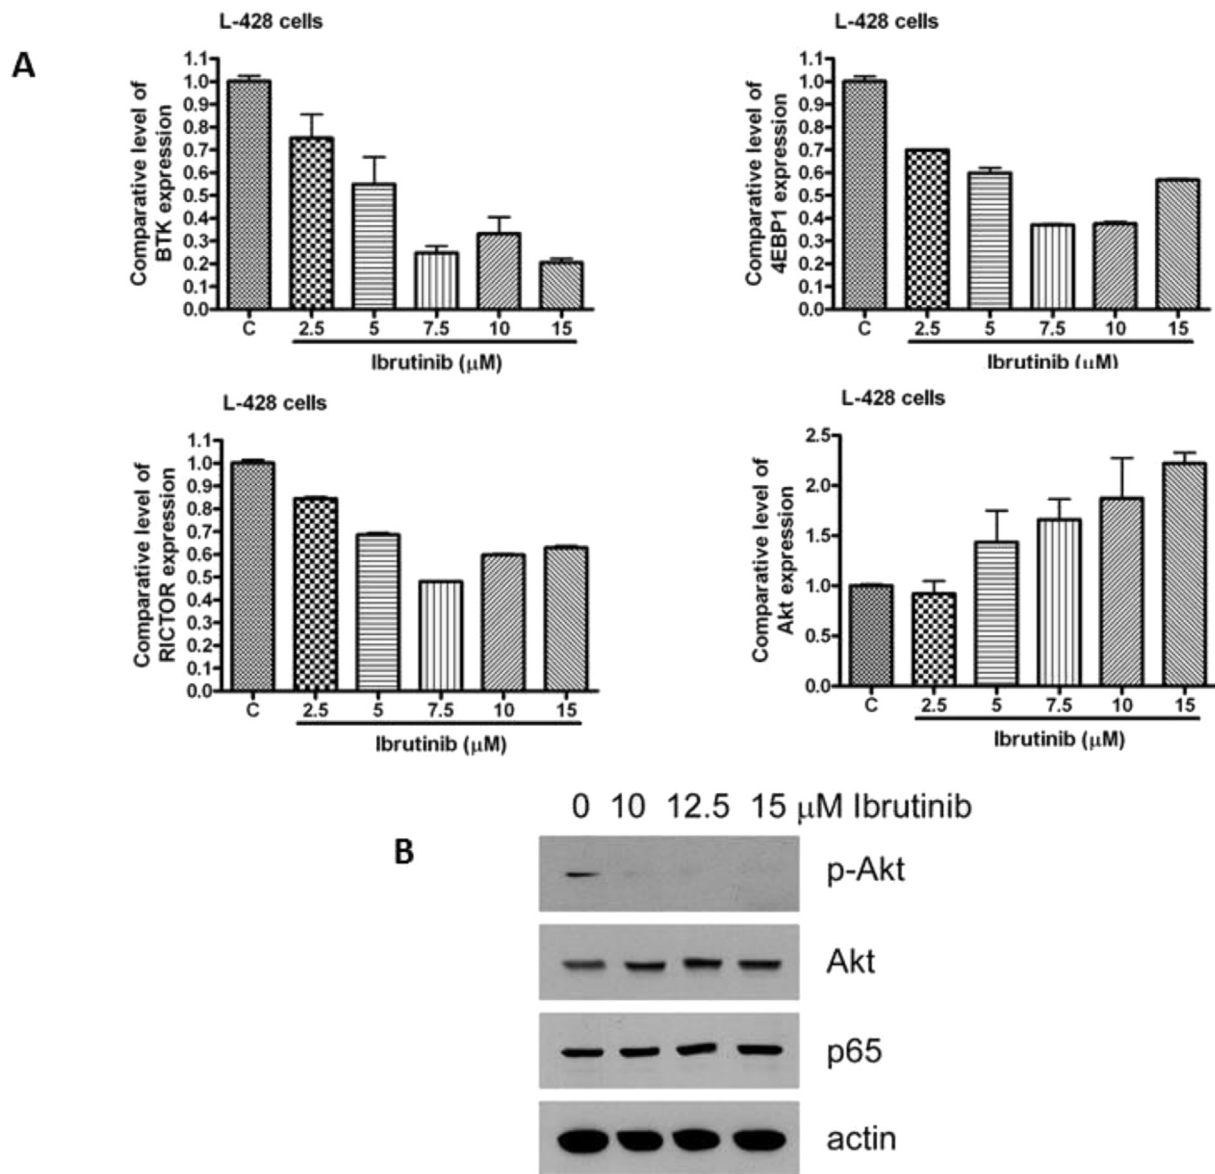 A
L-428 cells
Comparative level of
BTK expression
1.1
1.0
0.9
0.8
0.7
0.6
0.5
0.4
0.3
0.2
0.1
0.0
C 2.5 5 7.5 10 15
Ibrutinib (μM)
L-428 cells
Comparative level of
4EBP1 expression
1.1
1.0
0.9
0.8
0.7
0.6
0.5
0.4
0.3
0.2
0.1
0.0
C 2.5 5 7.5 10 15
Ibrutinib (μM)
L-428 cells
Comparative level of
RICTOR expression
1.1
1.0
0.9
0.8
0.7
0.6
0.5
0.4
0.3
0.2
0.1
0.0
C 2.5 5 7.5 10 15
Ibrutinib (μM)
L-428 cells
Comparative level of
Akt expression
2.5
2.0
1.5
1.0
0.5
0.0
C 2.5 5 7.5 10 15
Ibrutinib (μM)
B
0 10 12.5 15 μM Ibrutinib
p-Akt
Akt
p65
actin